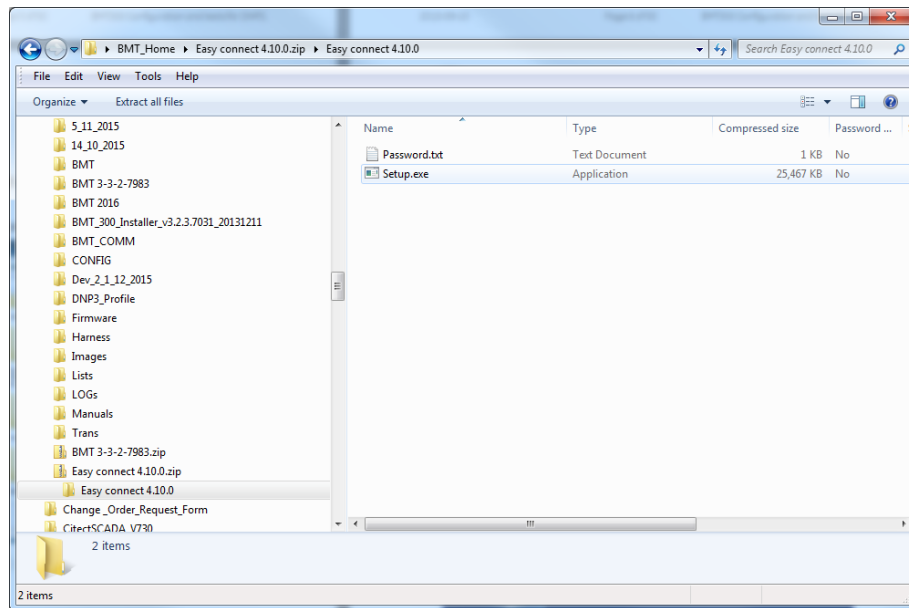 BMT_Home ▸ Easy connect 4.10.0.zip ▸ Easy connect 4.10.0
Search Easy connect 4.10.0
File Edit View Tools Help
Organize Extract all files
5_11_2015
14_10_2015
BMT
BMT 3-3-2-7983
BMT 2016
BMT_300_Installer_v3.2.3.7031_20131211
BMT_COMM
CONFIG
Dev_2_1_12_2015
DNP3_Profile
Firmware
Harness
Images
Lists
LOGs
Manuals
Trans
BMT 3-3-2-7983.zip
Easy connect 4.10.0.zip
Easy connect 4.10.0
Change _Order_Request_Form
CitectSCADA_V730
Name Type Compressed size Password ...
Password.txt Text Document 1 KB No
Setup.exe Application 25,467 KB No
2 items
2 items